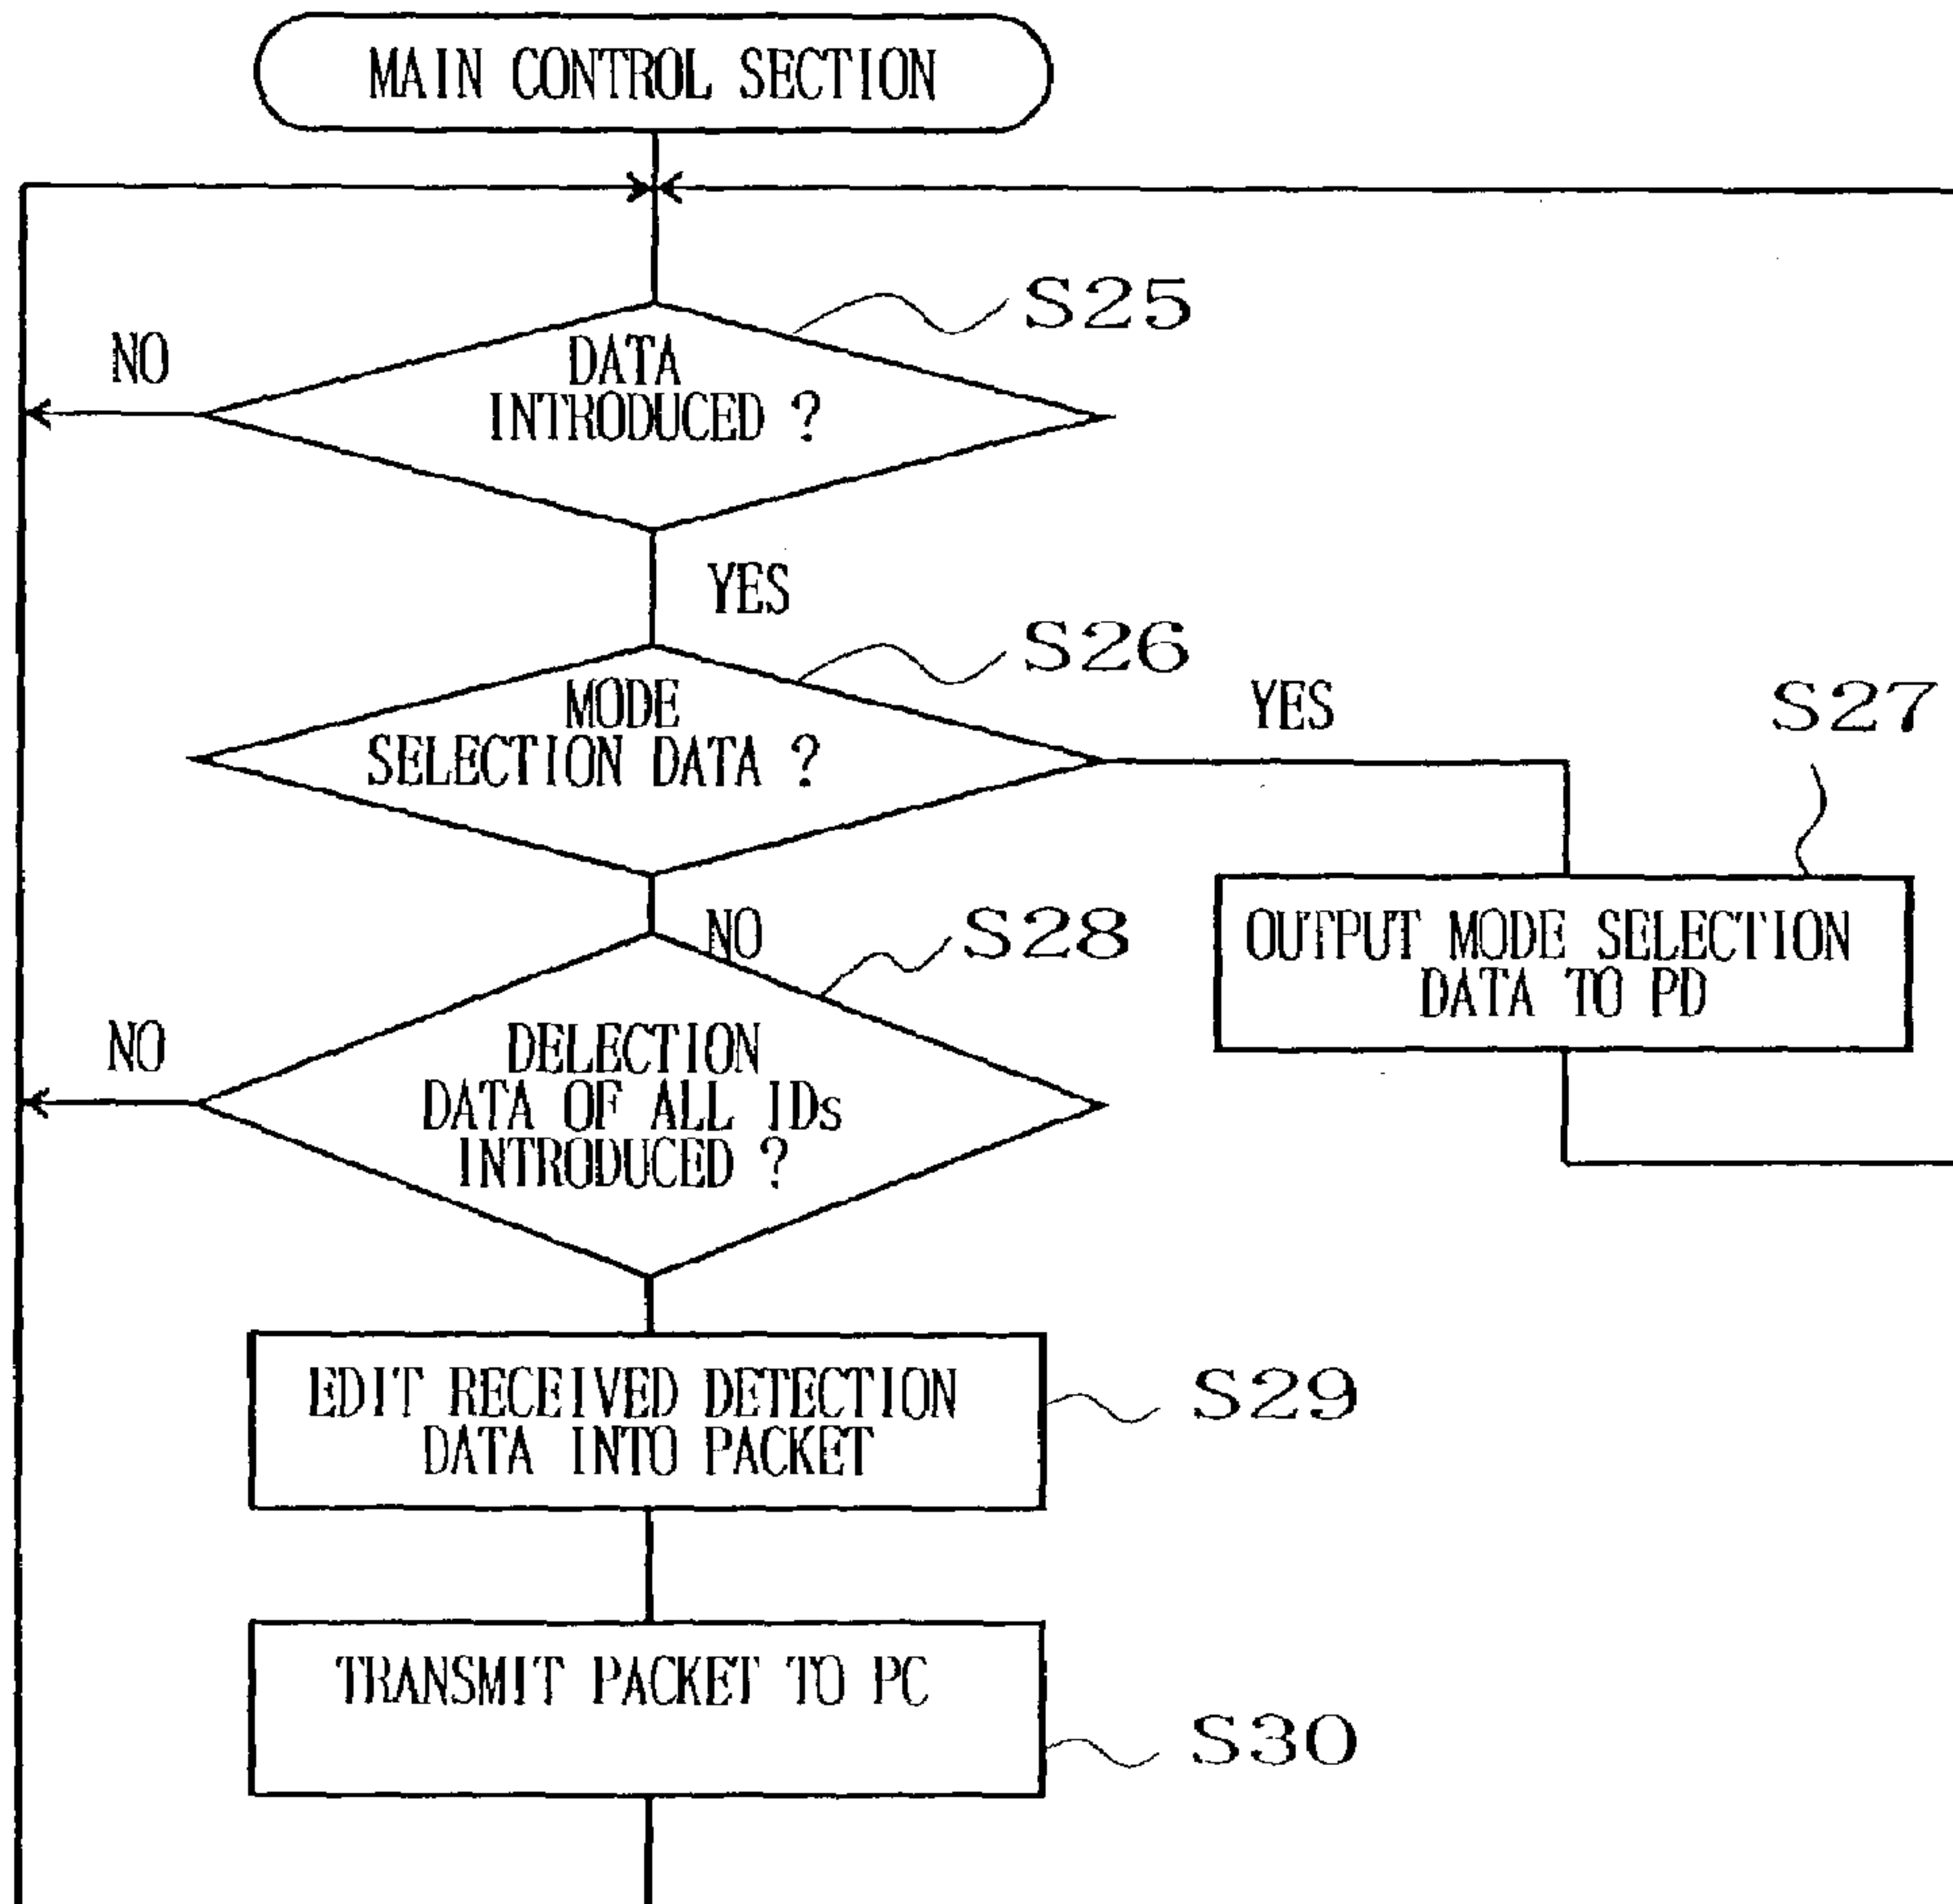 MAIN CONTROL SECTION
S25
NO
DATA
INTRODUCED ?
YES
S26
MODE
SELECTION DATA ?
YES
S27
OUTPUT MODE SELECTION
DATA TO PD
NO
S28
NO
DELECTION
DATA OF ALL IDs
INTRODUCED ?
EDIT RECEIVED DETECTION
DATA INTO PACKET
S29
TRANSMIT PACKET TO PC
S30